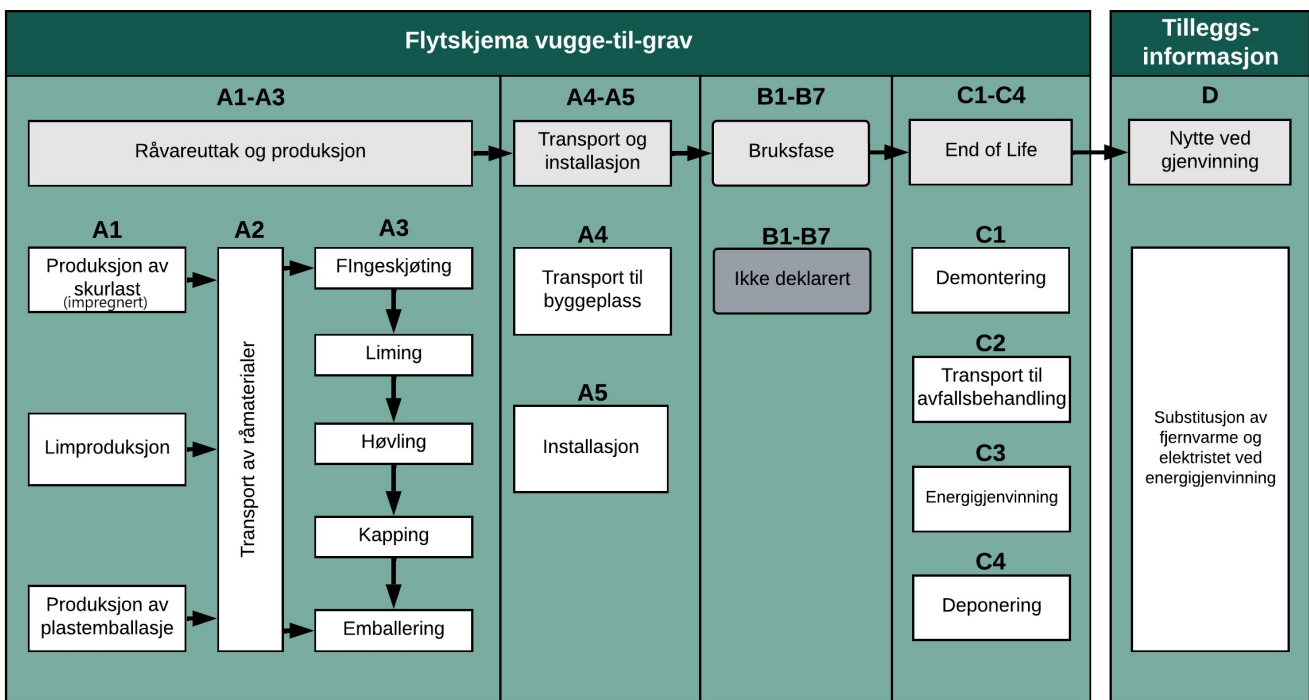 Flytskjema vugge-til-grav
Tilleggs-
informasjon
A1-A3
A4-A5
B1-B7
C1-C4
D
Råvareuttak og produksjon
Transport og
installasjon
Bruksfase
End of Life
Nytte ved
gjenvinning
A1
Produksjon av
skurlast
(impregnert)
Limproduksjon
Produksjon av
plastemballasje
A2
Transport av råmaterialer
A3
FIngeskjøting
Liming
Høvling
Kapping
Emballering
A4
Transport til
byggeplass
A5
Installasjon
B1-B7
Ikke deklarert
C1
Demontering
C2
Transport til
avfallsbehandling
C3
Energigjenvinning
C4
Deponering
Substitusjon av
fjernvarme og
elektristet ved
energigjenvinning